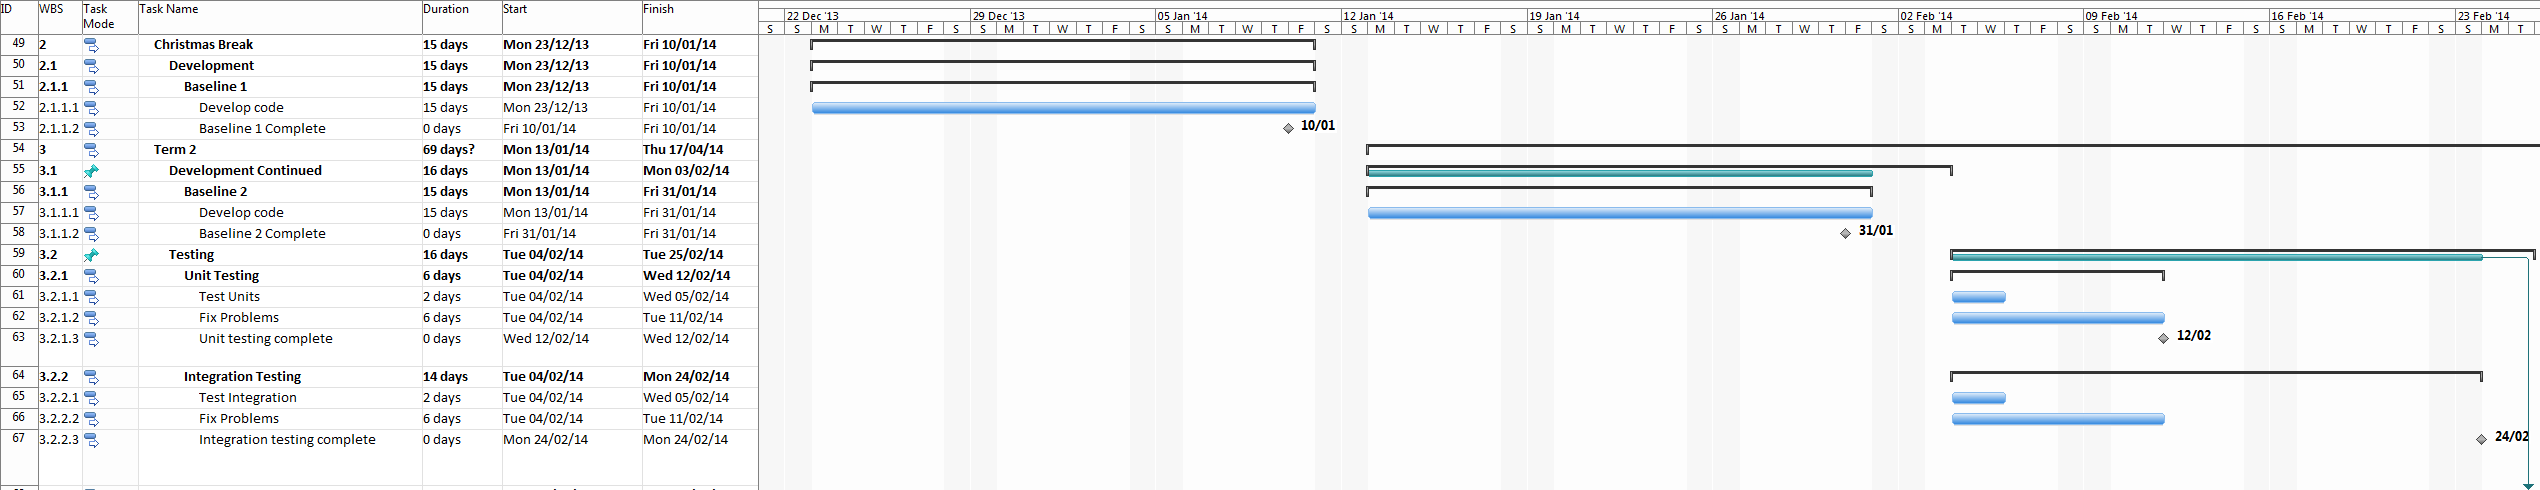 ID WBS Task Mode Task Name Duration Start Finish
22 Dec '13 29 Dec '13 05 Jan '14 12 Jan '14 19 Jan '14 26 Jan '14 02 Feb '14 09 Feb '14 16 Feb '14 23 Feb '14
S S M T W T F S S M T W T F S S M T W T F S S M T W T F S S M T W T F S S M T W T F S S M T W T F S S M T W T F S S M T W T F S S M T
49 2 Christmas Break 15 days Mon 23/12/13 Fri 10/01/14
50 2.1 Development 15 days Mon 23/12/13 Fri 10/01/14
51 2.1.1 Baseline 1 15 days Mon 23/12/13 Fri 10/01/14
52 2.1.1.1 Develop code 15 days Mon 23/12/13 Fri 10/01/14
53 2.1.1.2 Baseline 1 Complete 0 days Fri 10/01/14 Fri 10/01/14 10/01
54 3 Term 2 69 days? Mon 13/01/14 Thu 17/04/14
55 3.1 Development Continued 16 days Mon 13/01/14 Mon 03/02/14
56 3.1.1 Baseline 2 15 days Mon 13/01/14 Fri 31/01/14
57 3.1.1.1 Develop code 15 days Mon 13/01/14 Fri 31/01/14
58 3.1.1.2 Baseline 2 Complete 0 days Fri 31/01/14 Fri 31/01/14 31/01
59 3.2 Testing 16 days Tue 04/02/14 Tue 25/02/14
60 3.2.1 Unit Testing 6 days Tue 04/02/14 Wed 12/02/14
61 3.2.1.1 Test Units 2 days Tue 04/02/14 Wed 05/02/14
62 3.2.1.2 Fix Problems 6 days Tue 04/02/14 Tue 11/02/14
63 3.2.1.3 Unit testing complete 0 days Wed 12/02/14 Wed 12/02/14 12/02
64 3.2.2 Integration Testing 14 days Tue 04/02/14 Mon 24/02/14
65 3.2.2.1 Test Integration 2 days Tue 04/02/14 Wed 05/02/14
66 3.2.2.2 Fix Problems 6 days Tue 04/02/14 Tue 11/02/14
67 3.2.2.3 Integration testing complete 0 days Mon 24/02/14 Mon 24/02/14 24/02